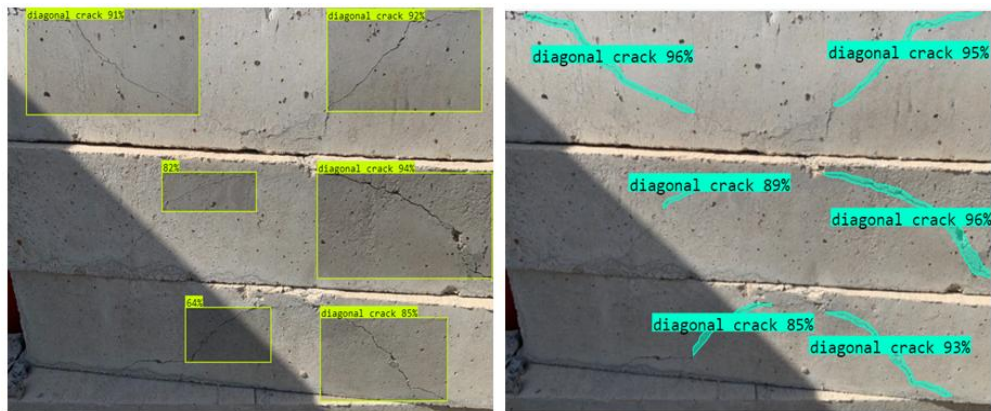 diagonal crack 91%
diagonal crack 92%
82%
diagonal crack 94%
64%
diagonal crack 85%
diagonal crack 96%
diagonal crack 95%
diagonal crack 89%
diagonal crack 96%
diagonal crack 85%
diagonal crack 93%